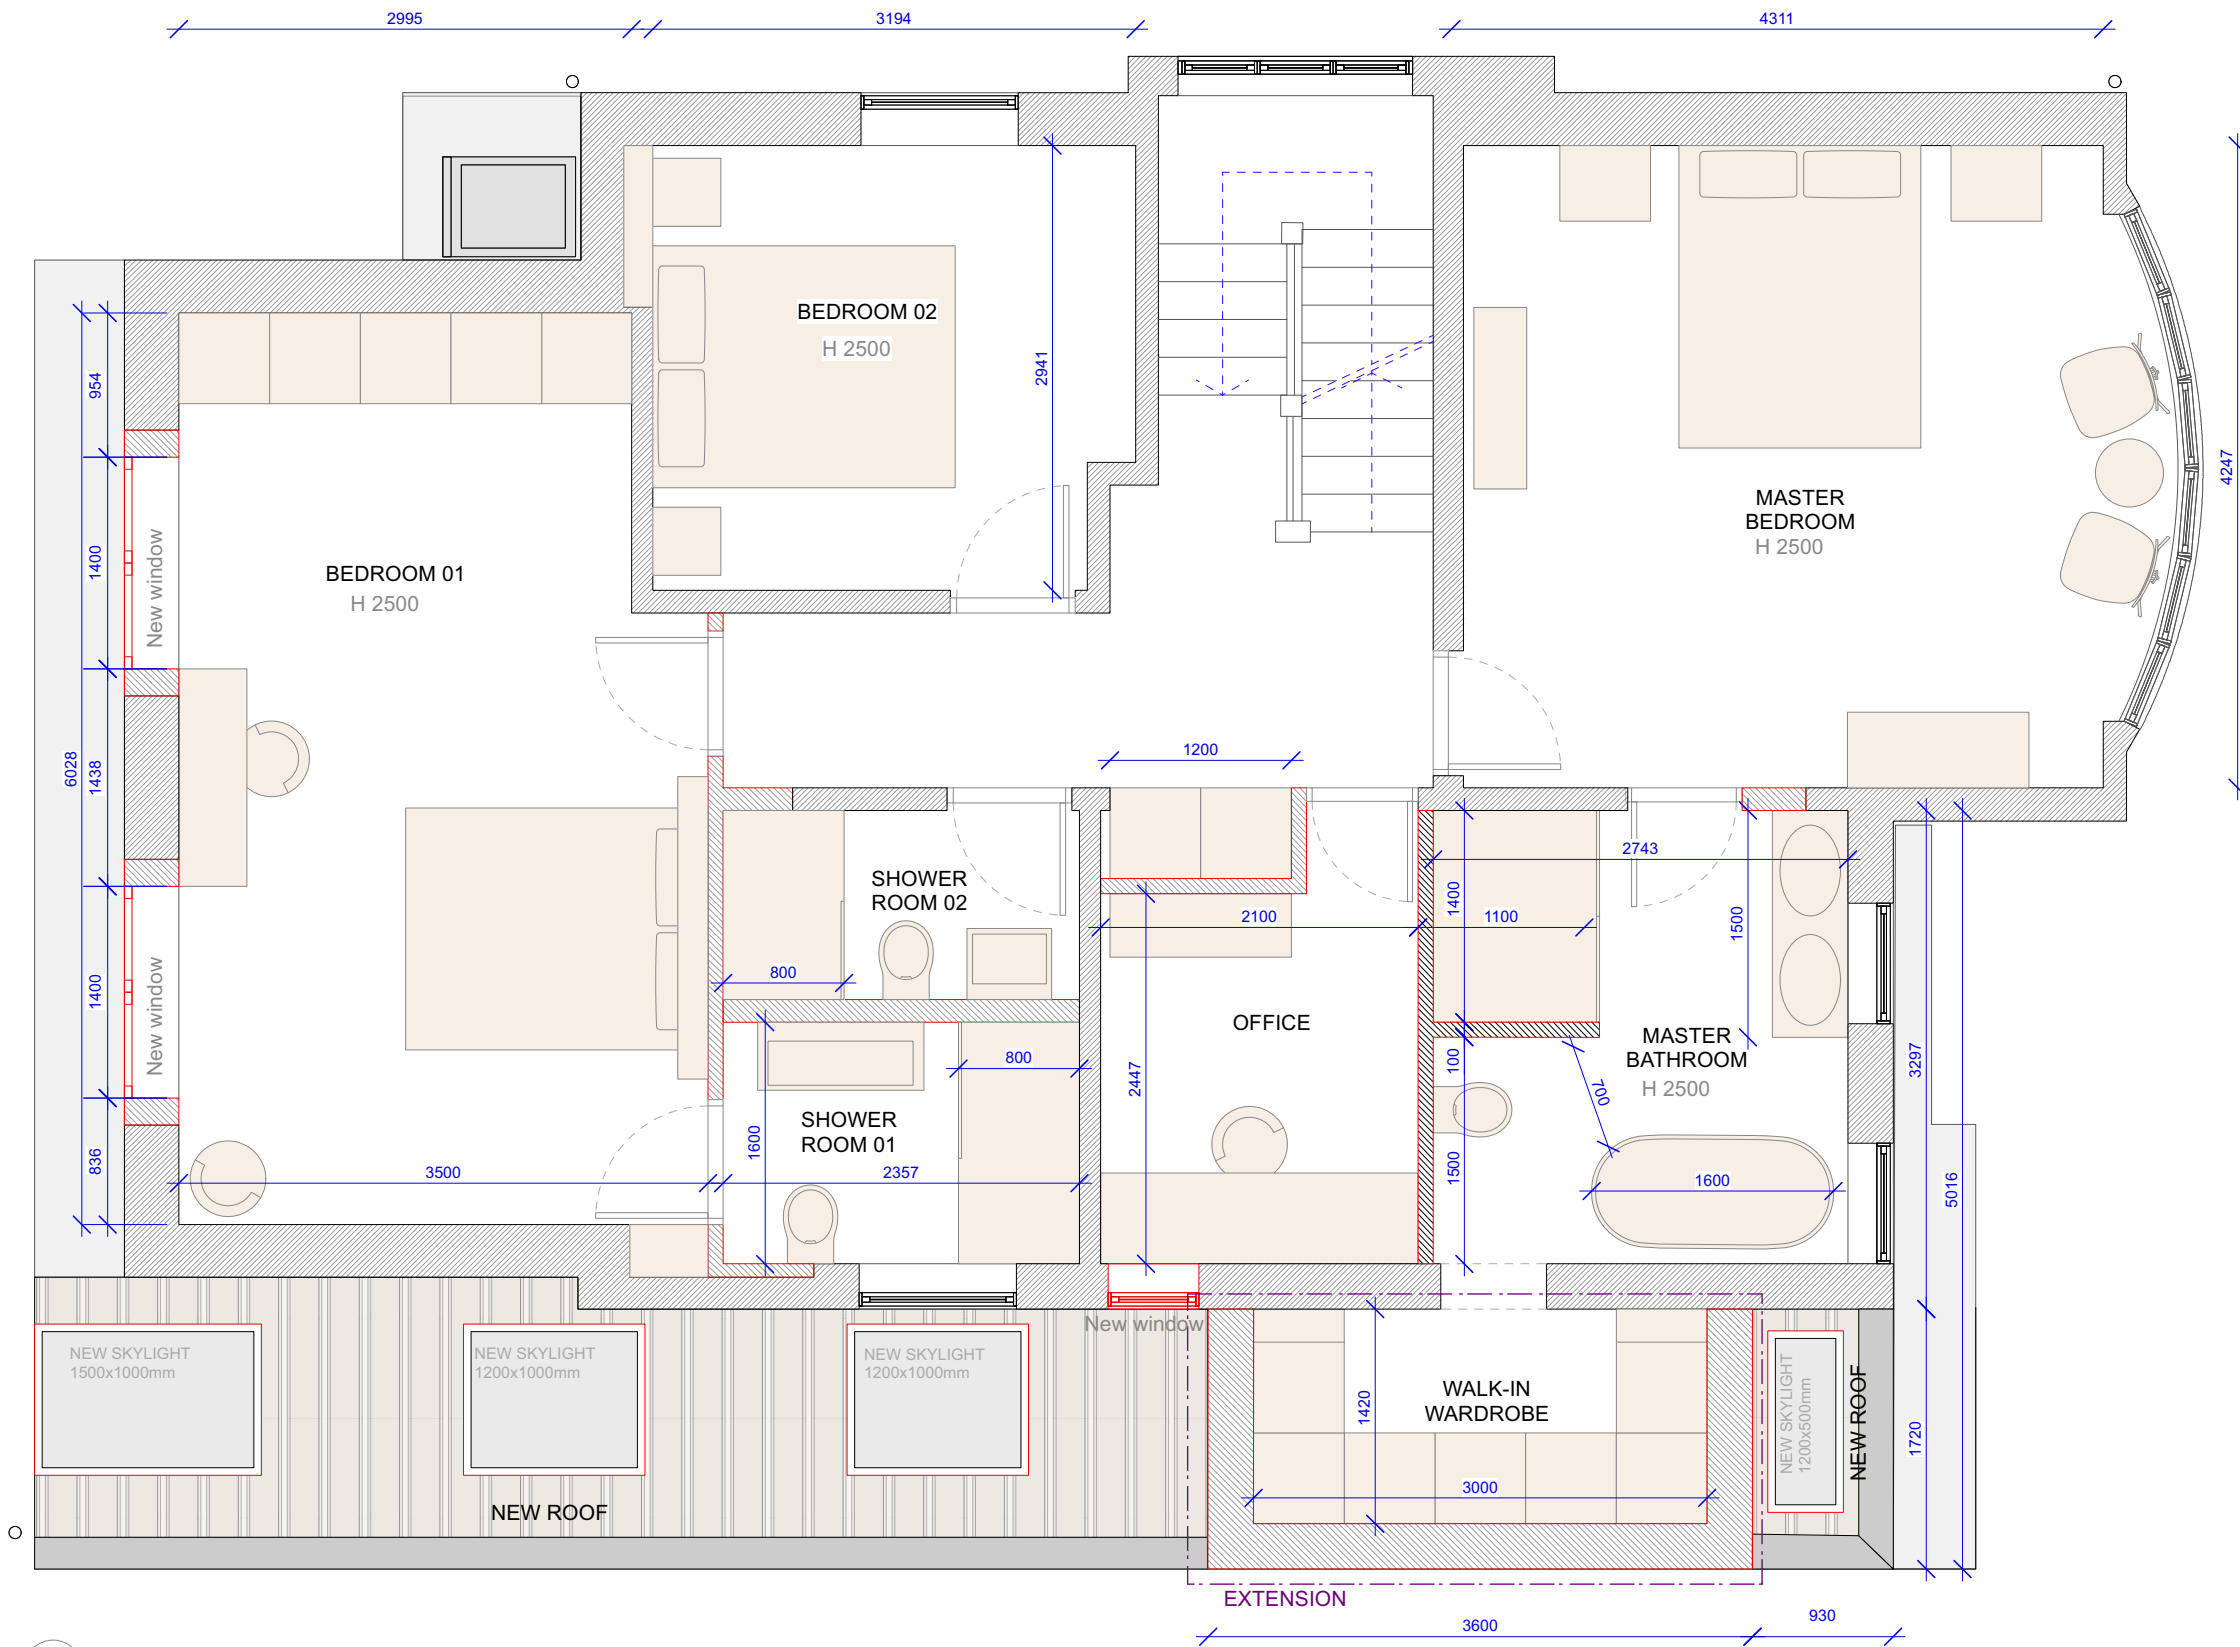 2995
3194
4311
BEDROOM 02
H 2500
2941
954
1400
1438
6028
1400
836
New window
New window
BEDROOM 01
H 2500
MASTER
BEDROOM
H 2500
4247
1200
2743
SHOWER
ROOM 02
800
2100
1400
1100
1500
OFFICE
2447
MASTER
BATHROOM
H 2500
100
700
1500
1600
800
SHOWER
ROOM 01
1600
3500
2357
3297
5016
1720
New window
NEW SKYLIGHT
1500x1000mm
NEW SKYLIGHT
1200x1000mm
NEW SKYLIGHT
1200x1000mm
WALK-IN
WARDROBE
1420
3000
NEW SKYLIGHT
1200x500mm
NEW ROOF
NEW ROOF
EXTENSION
3600
930